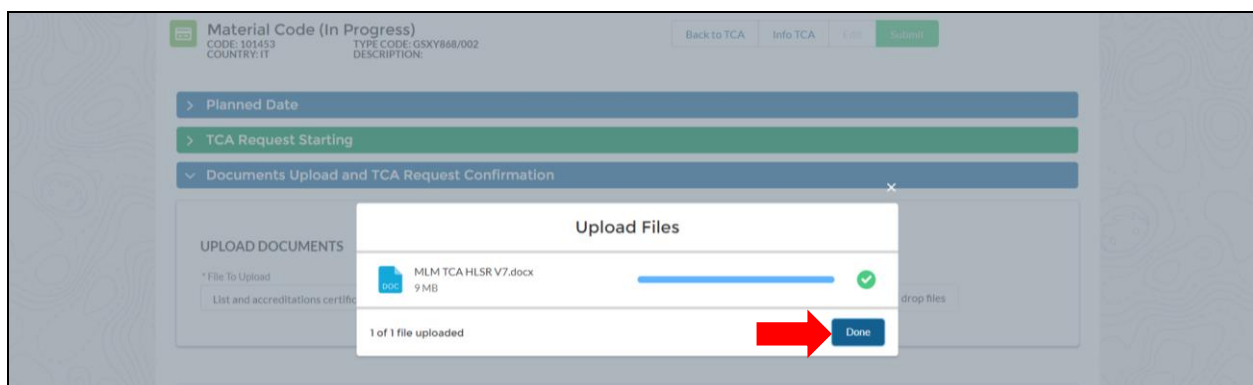 Material Code (In Progress)
CODE: 101453 TYPE CODE: GSXY868/002
COUNTRY: IT DESCRIPTION:
Back to TCA Info TCA Edit Submit
> Planned Date
> TCA Request Starting
Documents Upload and TCA Request Confirmation
×
Upload Files
UPLOAD DOCUMENTS
MLM TCA HLSR V7.docx
DOC 9 MB
* File To Upload
List and accreditations certific
drop files
1 of 1 file uploaded
Done